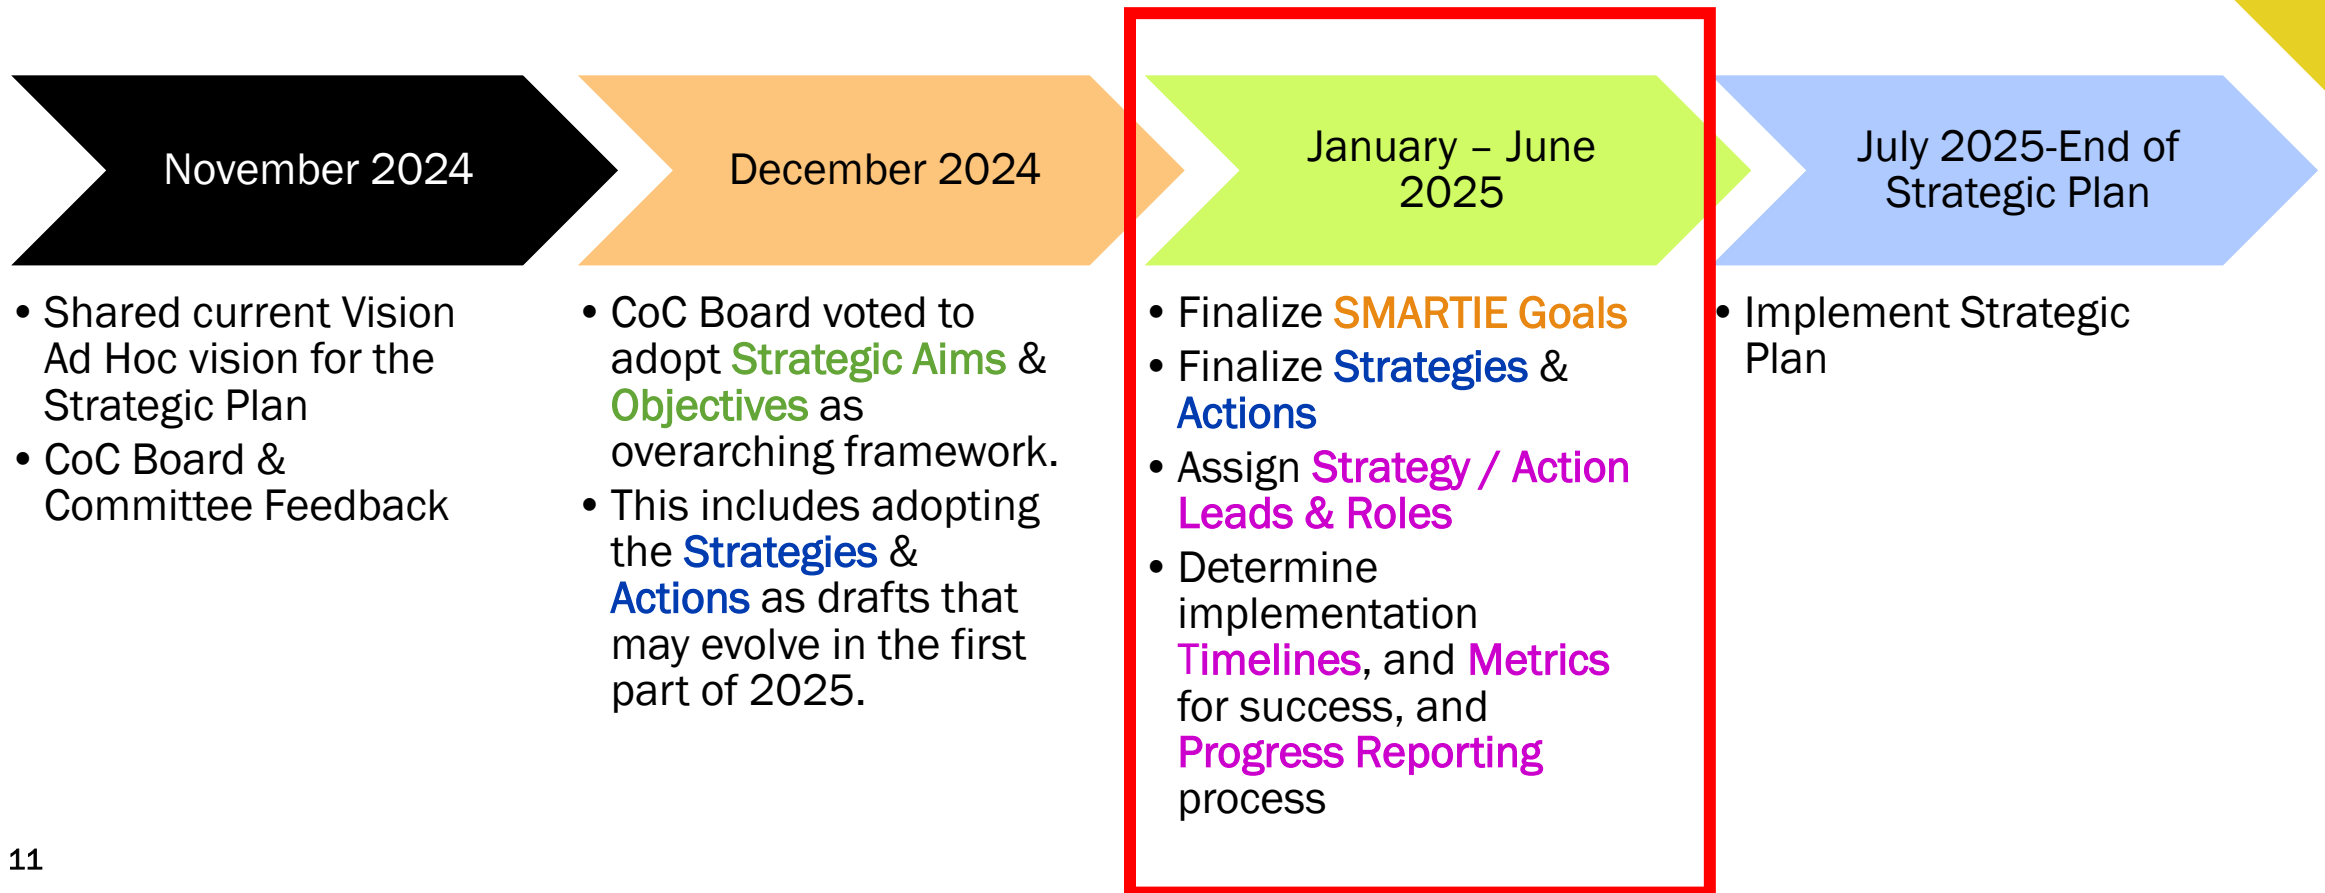 November 2024
• Shared current Vision
Ad Hoc vision for the
Strategic Plan
• CoC Board &
Committee Feedback
December 2024
• CoC Board voted to
adopt Strategic Aims &
Objectives as
overarching framework.
• This includes adopting
the Strategies &
Actions as drafts that
may evolve in the first
part of 2025.
January – June
2025
• Finalize SMARTIE Goals
• Finalize Strategies &
Actions
• Assign Strategy / Action
Leads & Roles
• Determine
implementation
Timelines, and Metrics
for success, and
Progress Reporting
process
July 2025-End of
Strategic Plan
• Implement Strategic
Plan
11